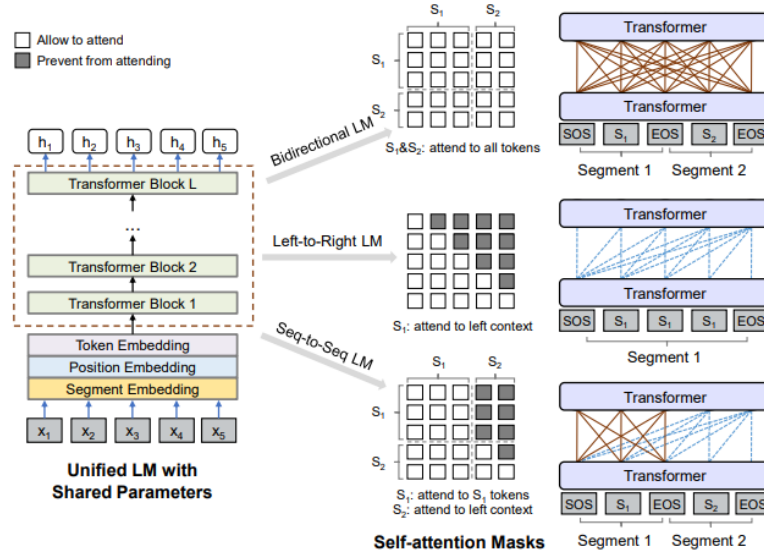 Allow to attend
Prevent from attending
h1 h2 h3 h4 h5
Transformer Block L
...
Transformer Block 2
Transformer Block 1
Token Embedding
Position Embedding
Segment Embedding
x1 x2 x3 x4 x5
Unified LM with
Shared Parameters
Bidirectional LM
Left-to-Right LM
Seq-to-Seq LM
S1 S2
S1
S2
S1&S2: attend to all tokens
S1: attend to left context
S1 S2
S1
S2
S1: attend to S1 tokens
S2: attend to left context
Self-attention Masks
Transformer
Transformer
SOS S1 EOS S2 EOS
Segment 1 Segment 2
Transformer
Transformer
SOS S1 S1 S1 EOS
Segment 1
Transformer
Transformer
SOS S1 EOS S2 EOS
Segment 1 Segment 2